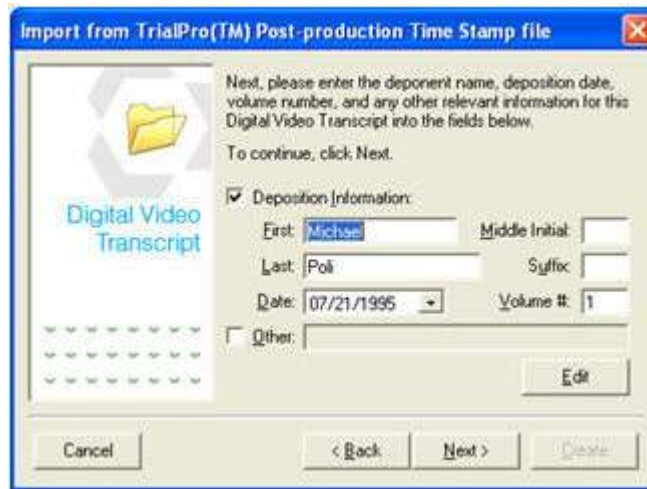 Import from TrialPro(TM) Post-production Time Stamp file
Next, please enter the deponent name, deposition date,
volume number, and any other relevant information for this
Digital Video Transcript into the fields below.
To continue, click Next.
Digital Video
Transcript
Deposition Information:
First: Michael Middle Initial:
Last: Poli Suffix:
Date: 07/21/1995 Volume #: 1
Other:
Edit
Cancel < Back Next > Create